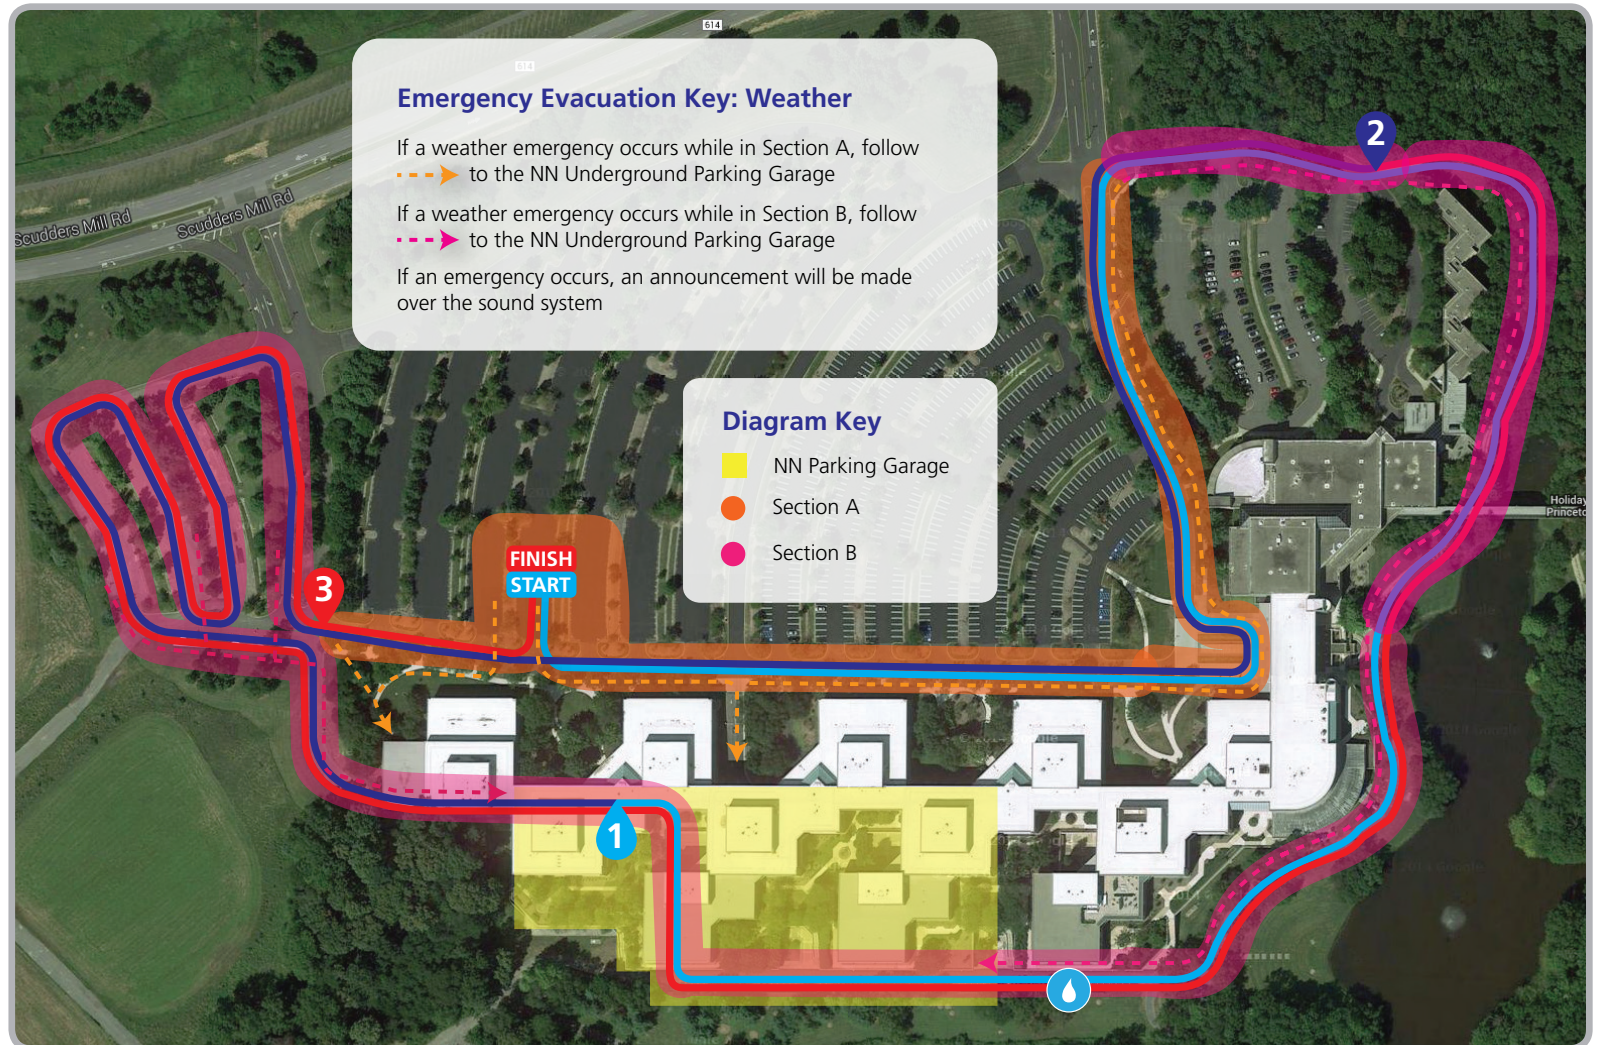 614
614
Emergency Evacuation Key: Weather
If a weather emergency occurs while in Section A, follow
to the NN Underground Parking Garage
If a weather emergency occurs while in Section B, follow
to the NN Underground Parking Garage
If an emergency occurs, an announcement will be made
over the sound system
2
Scudders Mill Rd
Scudders Mill Rd
Diagram Key
NN Parking Garage
Section A
Section B
Holiday
Princeto
FINISH
START
3
1